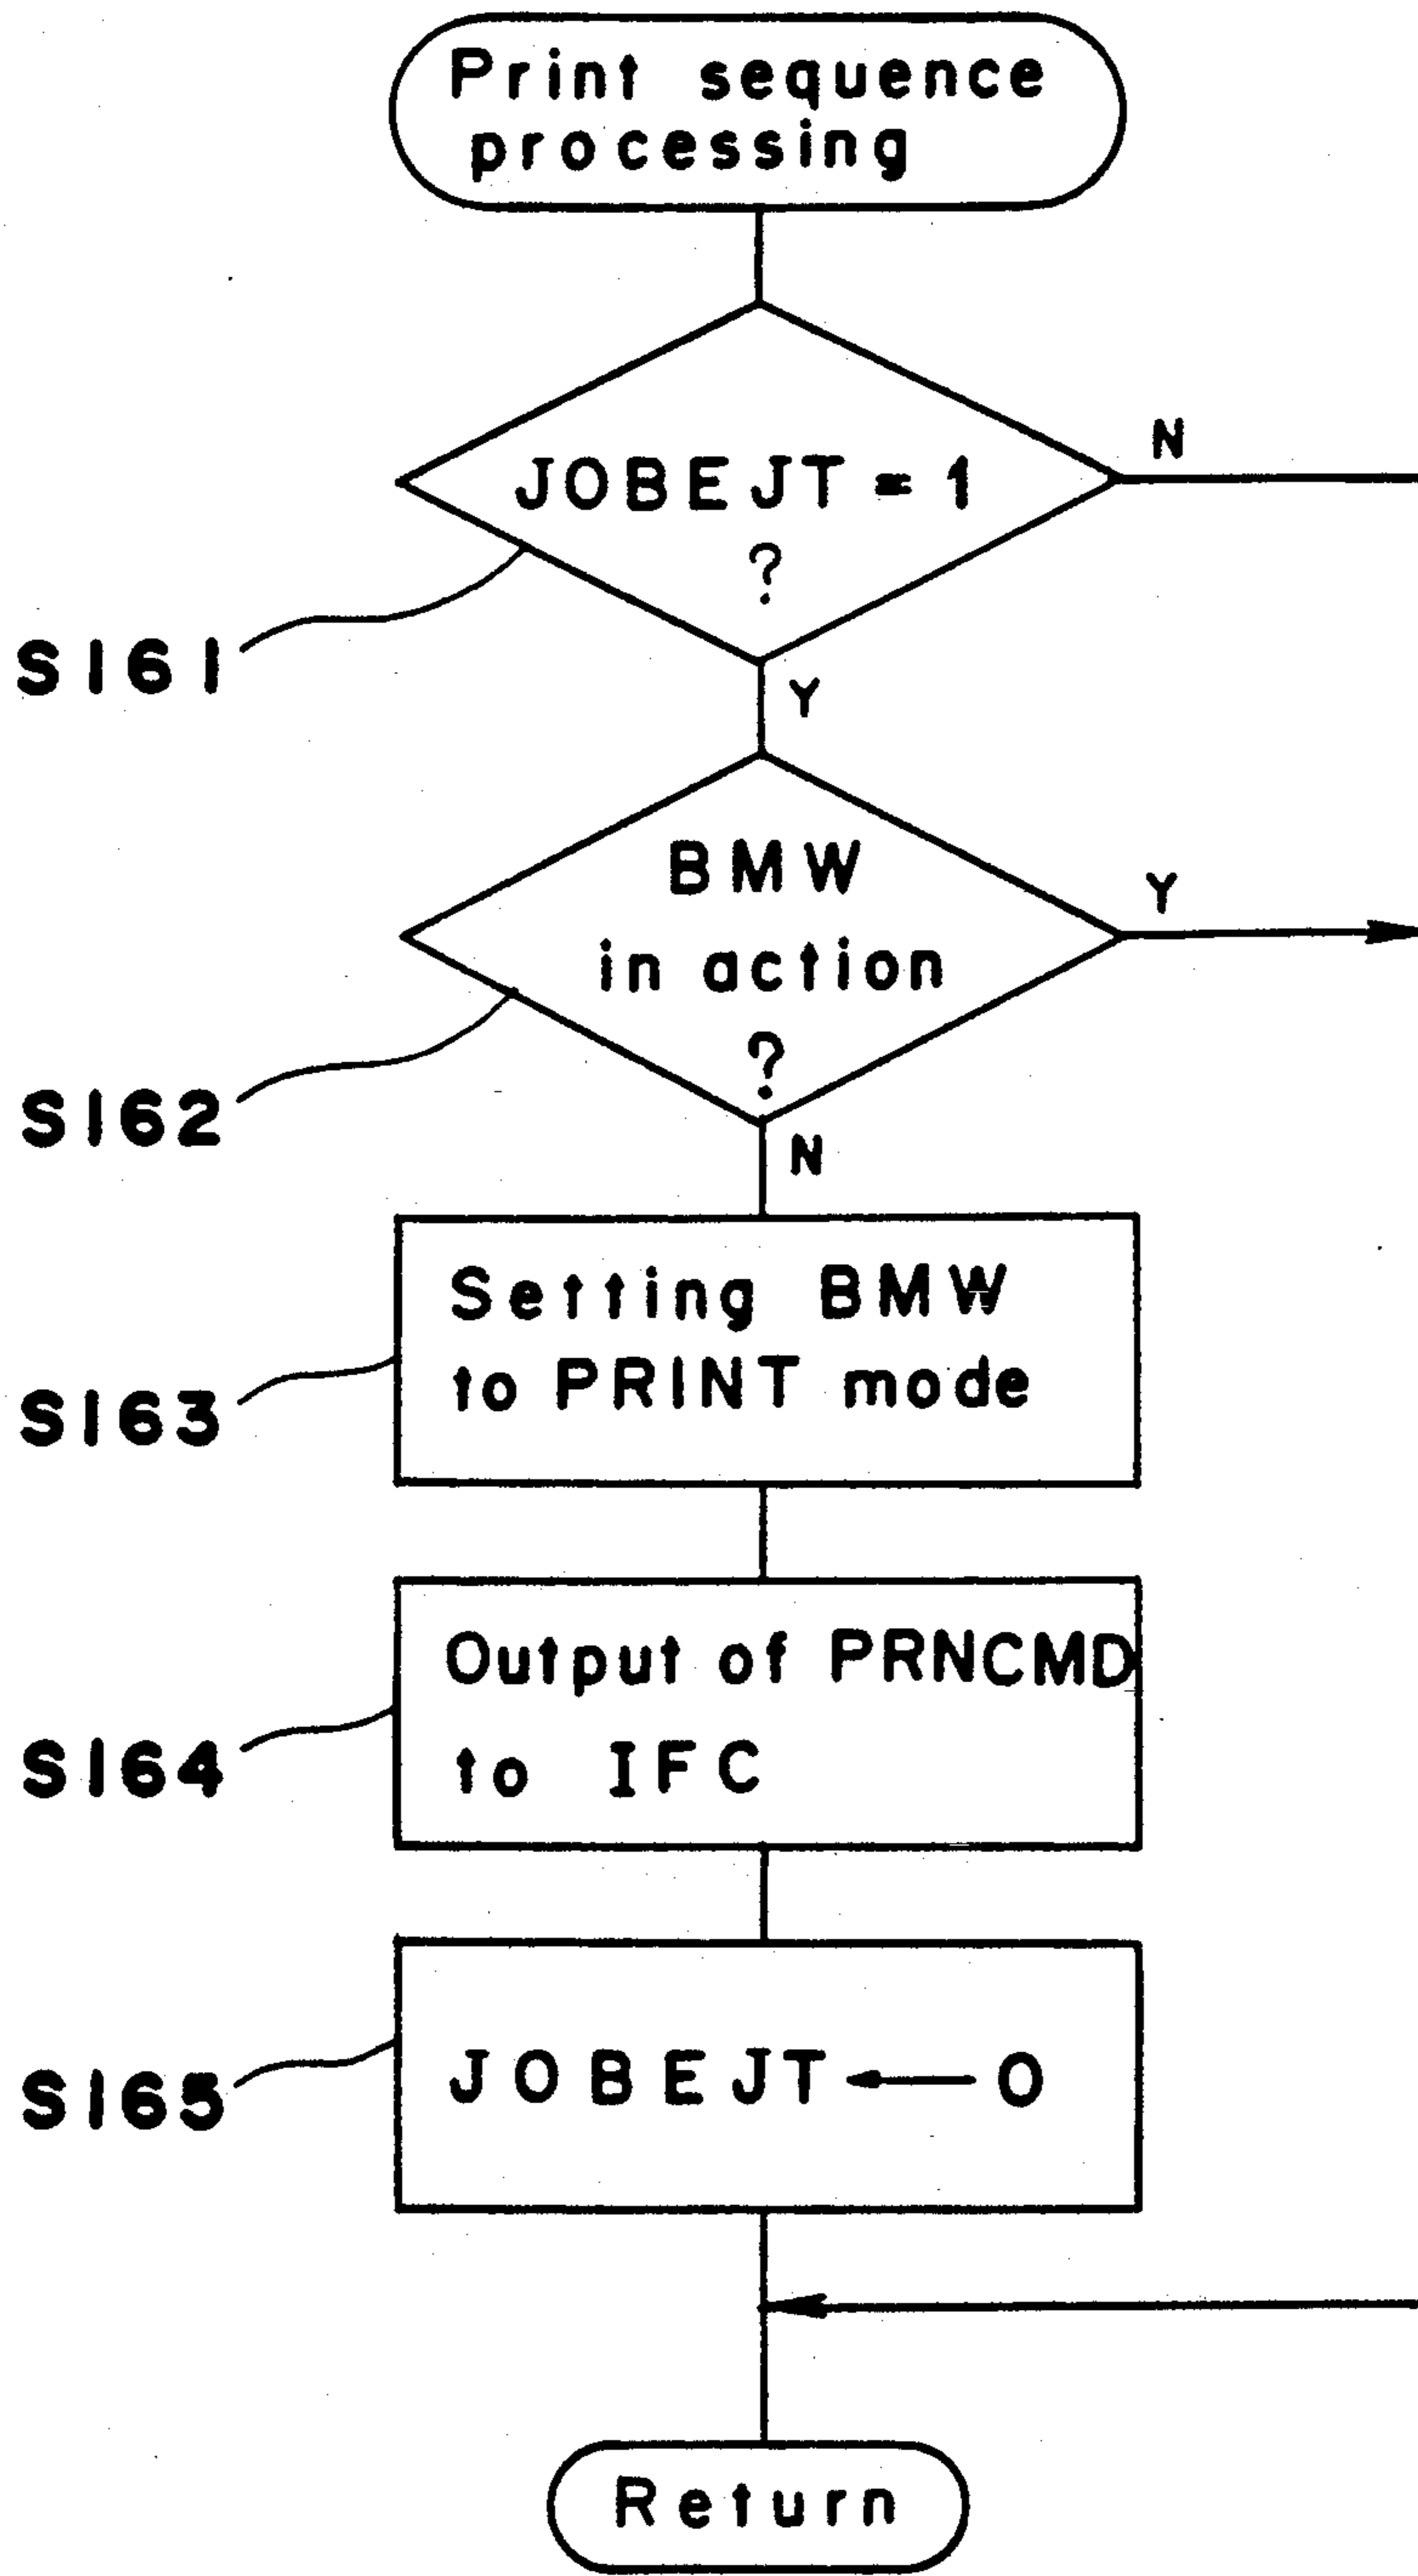 Print sequence
processing
JOBEJT = 1
?
N
S161
Y
BMW
in action
?
Y
S162
N
Setting BMW
to PRINT mode
S163
Output of PRNCMD
to IFC
S164
JOBEJT ← 0
S165
Return